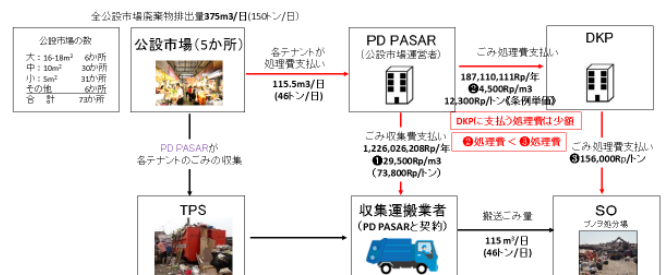 全公設市場廃棄物排出量375m3/日(150トン/日)
公設市場の数
大：16-18m² 6か所
中：10m² 30か所
小：5m² 31か所
その他 6か所
合 計 73か所
公設市場(5か所)
各テナントが
処理費支払い
115.5m3/日
(46トン/日)
PD PASAR
(公設市場運営者)
ごみ処理費支払い
187,110,111Rp/年
❷4,500Rp/m3
12,300Rp/トン《条例単価》
DKP
DKPに支払う処理費は少額
❷処理費＜❸処理費
PD PASARが
各テナントのごみの収集
ごみ収集費支払い
1,226,026,208Rp/年
❶29,500Rp/m3
(73,800Rp/トン)
ごみ処理費支払い
❸156,000Rp/トン
TPS
収集運搬業者
(PD PASARと契約)
搬送ごみ量
115 m³/日
(46トン/日)
SO
ブノヲ処分場